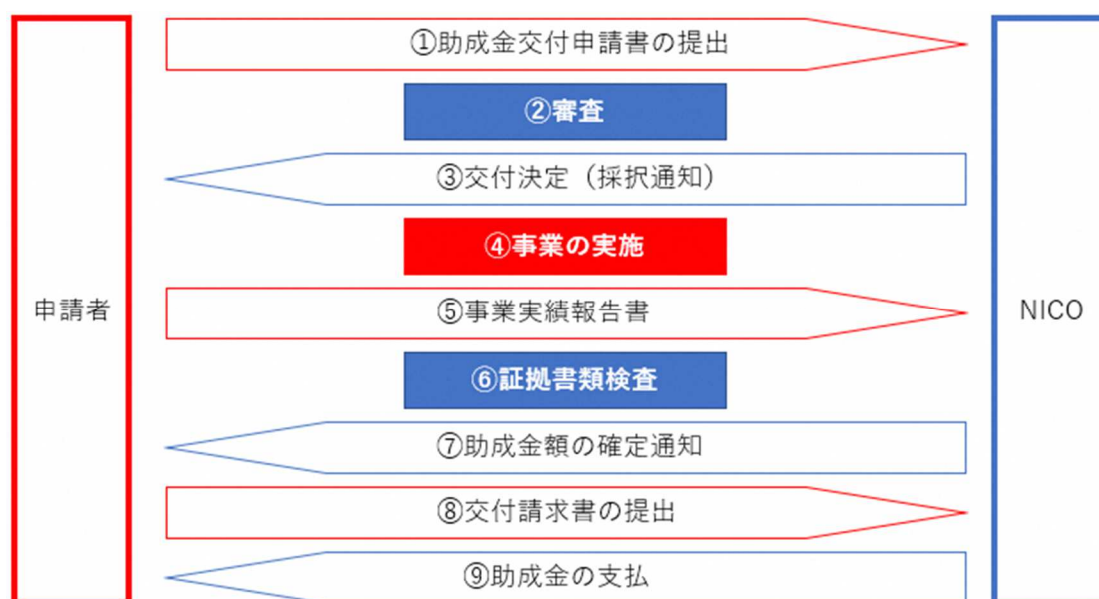 ①助成金交付申請書の提出
②審査
③交付決定（採択通知）
④事業の実施
申請者
⑤事業実績報告書
NICO
⑥証拠書類検査
⑦助成金額の確定通知
⑧交付請求書の提出
⑨助成金の支払